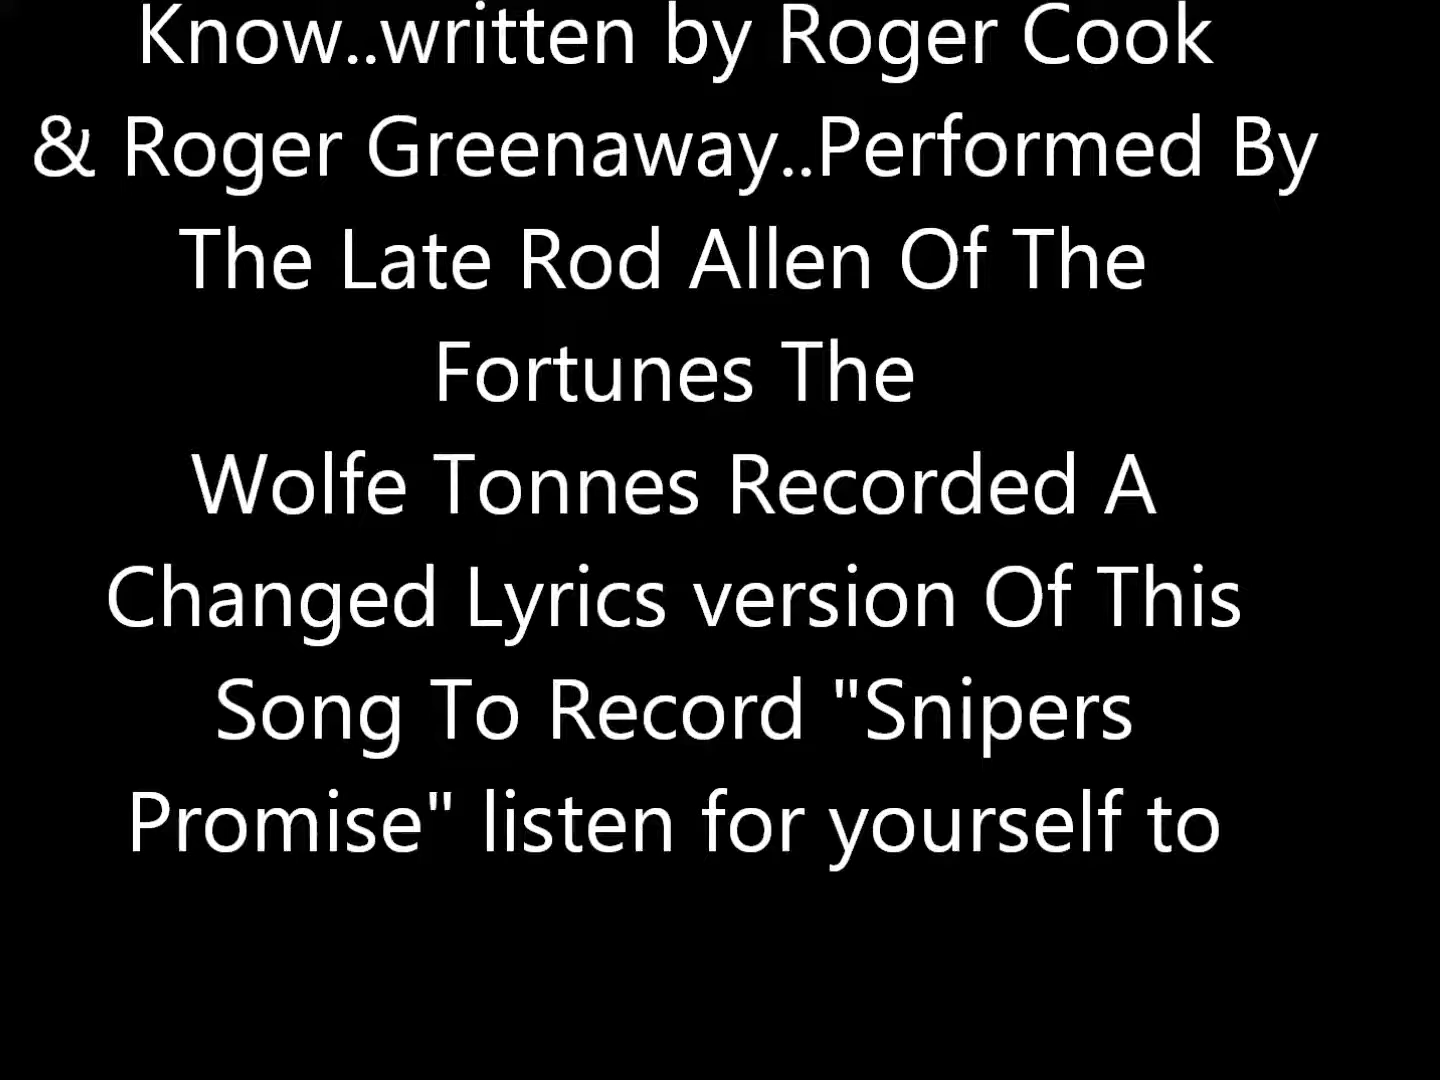 Know..written by Roger Cook
& Roger Greenaway..Performed By
The Late Rod Allen Of The
Fortunes The
Wolfe Tonnes Recorded A
Changed Lyrics version Of This
Song To Record "Snipers
Promise" listen for yourself to